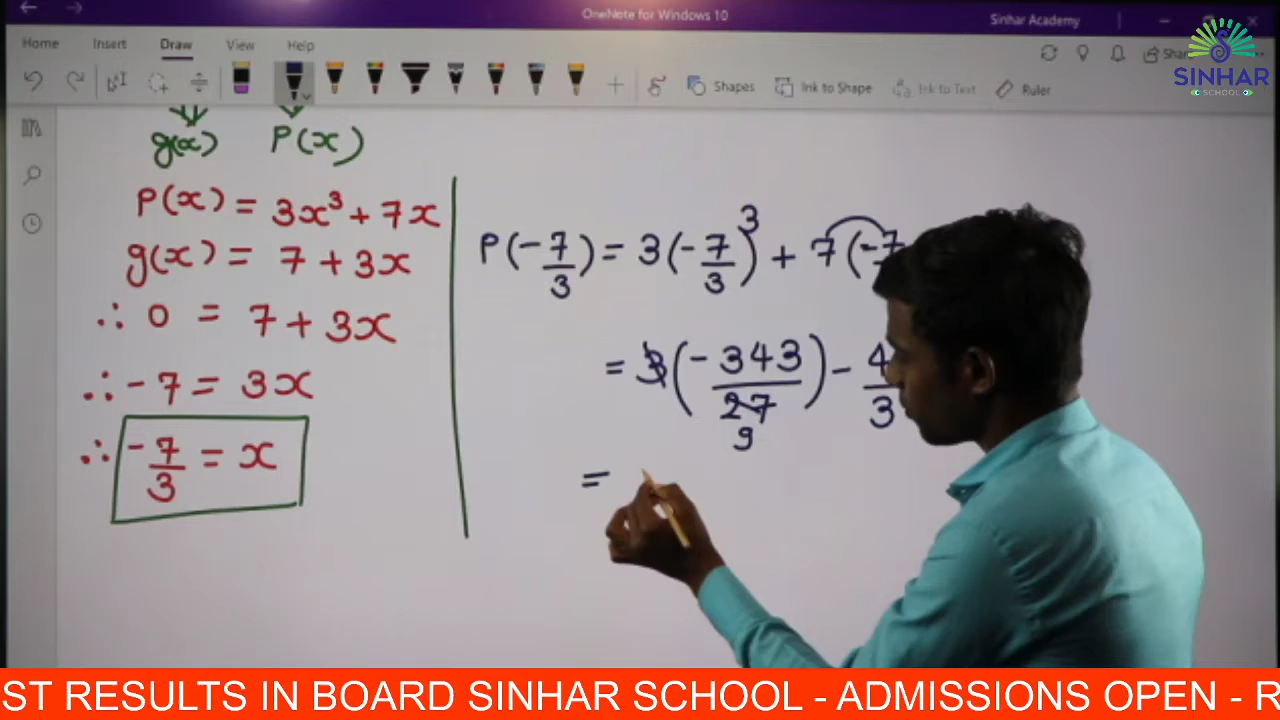 OneNote for Windows 10
Sinhar Academy
Home Insert Draw View Help
Shapes
Ink to Shape
Ink to Text
Ruler
SINHAR
SCHOOL
g(x) P(x)
P(x) = 3x³ + 7x
g(x) = 7 + 3x
∴ 0 = 7 + 3x
∴ -7 = 3x
∴ -7/3 = x
P(-7/3) = 3(-7/3)³ + 7(-7
= 3(-343/27) - 4/3
9
=
ST RESULTS IN BOARD SINHAR SCHOOL - ADMISSIONS OPEN - R